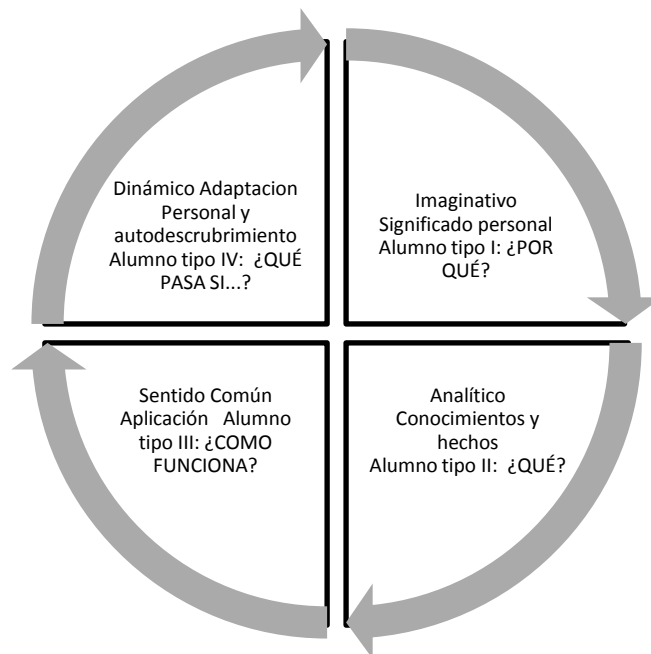 Dinámico Adaptacion
Personal y
autodescrubrimiento
Alumno tipo IV: ¿QUÉ
PASA SI...?
Imaginativo
Significado personal
Alumno tipo I: ¿POR
QUÉ?
Sentido Común
Aplicación Alumno
tipo III: ¿COMO
FUNCIONA?
Analítico
Conocimientos y
hechos
Alumno tipo II: ¿QUÉ?